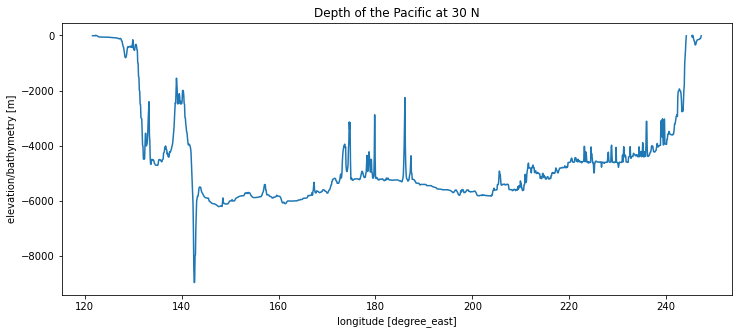 Depth of the Pacific at 30 N
elevation/bathymetry [m]
0
−2000
−4000
−6000
−8000
120 140 160 180 200 220 240
longitude [degree_east]